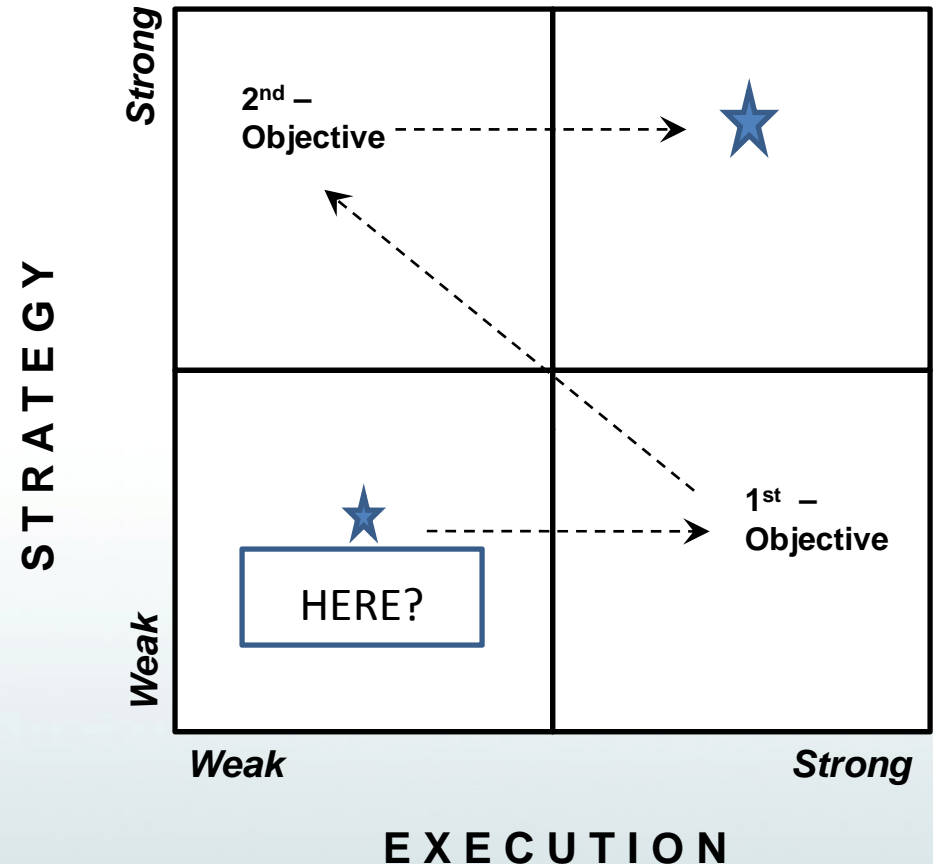 Strong
2nd –
Objective
STRATEGY
1st –
Objective
HERE?
Weak
Weak
Strong
EXECUTION